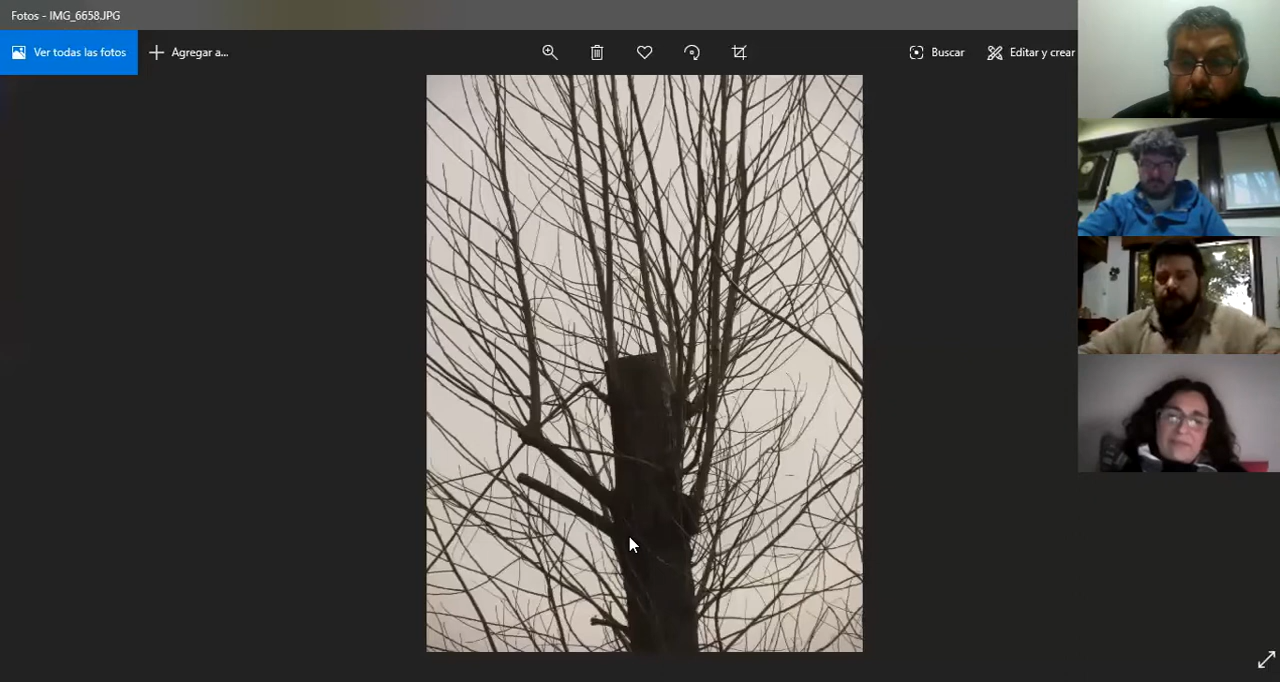 Fotos - IMG_6658.JPG
Ver todas las fotos
Agregar a...
Buscar
Editar y crear